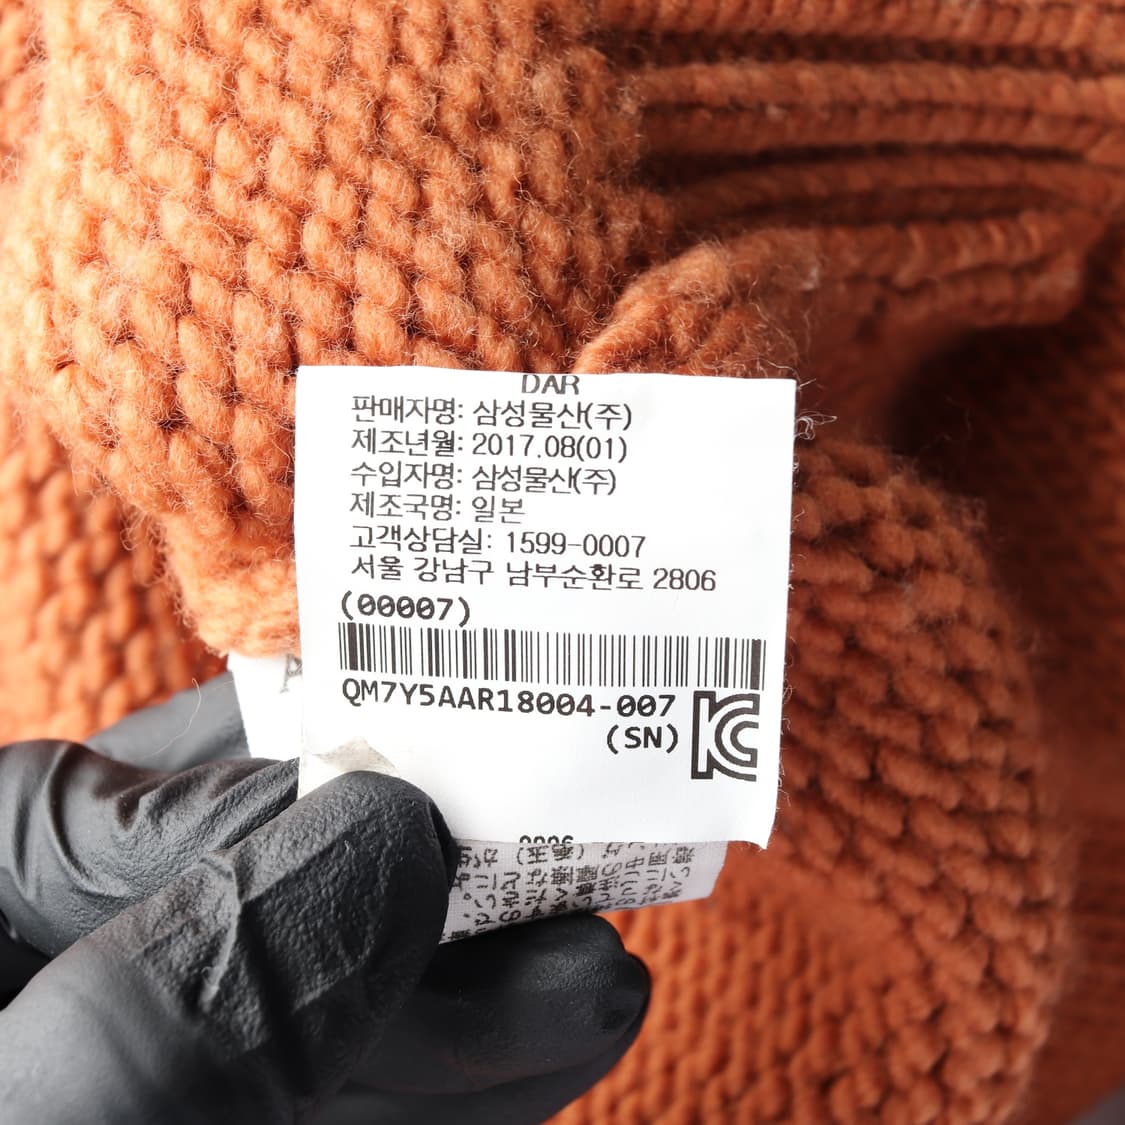 DAR
판매자명: 삼성물산(주)
제조년월: 2017.08(01)
수입자명: 삼성물산(주)
제조국명: 일본
고객상담실: 1599-0007
서울 강남구 남부순환로 2806
(00007)
QM7Y5AAR18004-007
(SN)